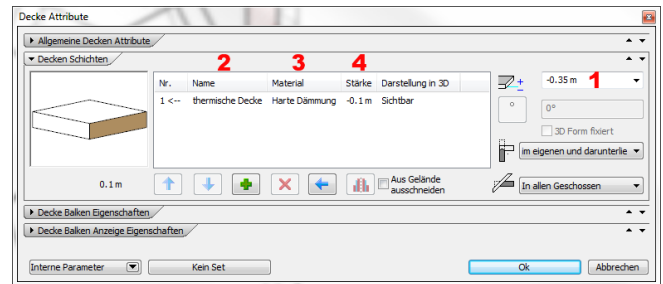 Decke Attribute
Allgemeine Decken Attribute
Decken Schichten
2 3 4
Nr. Name Material Stärke Darstellung in 3D
1 <-- thermische Decke Harte Dämmung -0.1 m Sichtbar
-0.35 m 1
0°
3D Form fixiert
im eigenen und darunterlie
0.1 m
Aus Gelände ausschneiden
In allen Geschossen
Decke Balken Eigenschaften
Decke Balken Anzeige Eigenschaften
Interne Parameter Kein Set Ok Abbrechen